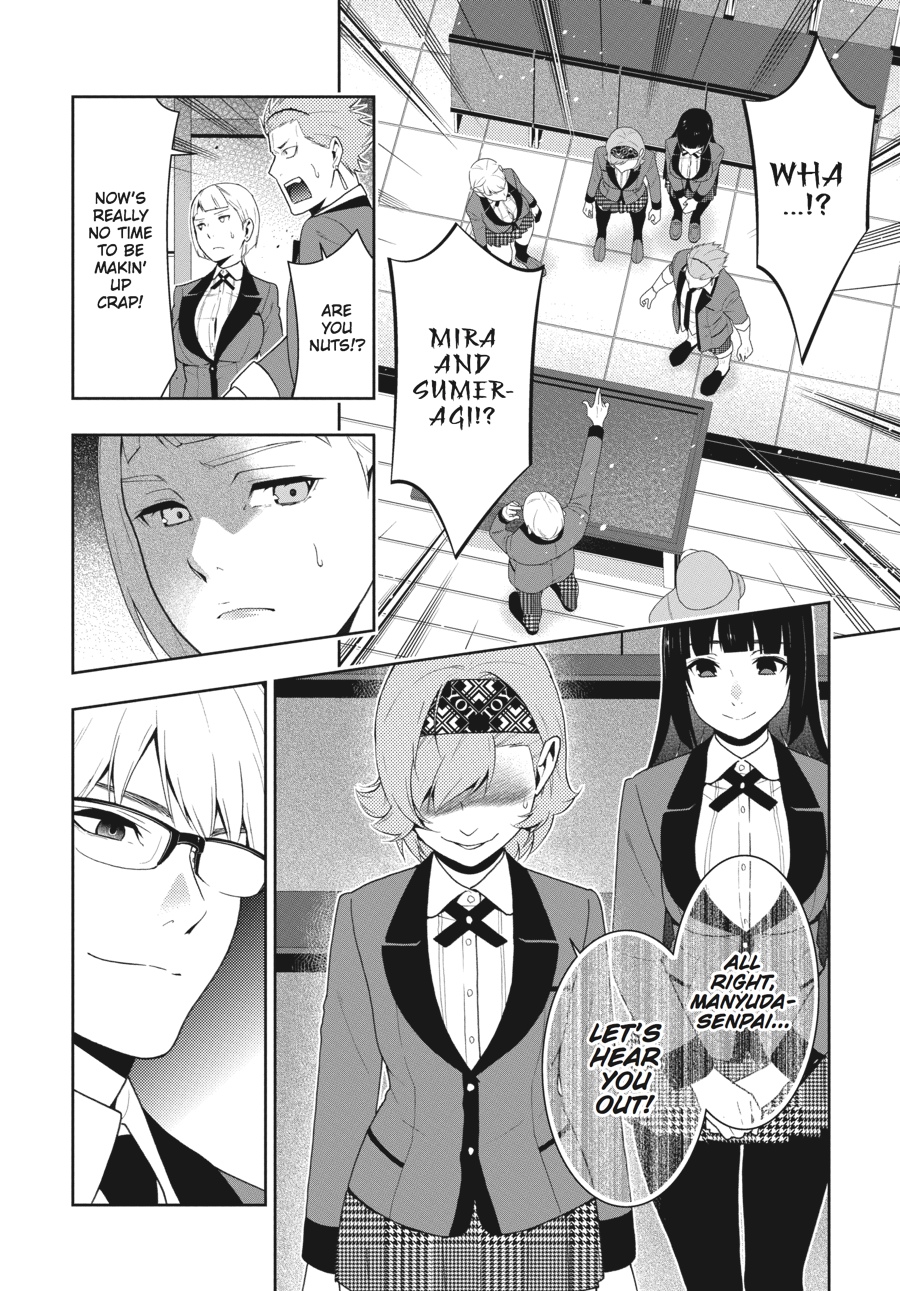 WHA
...!?
MIRA
AND
SUMER-
AGI!?
ARE
YOU
NUTS!?
NOW'S
REALLY
NO TIME
TO BE
MAKIN'
UP
CRAP!
ALL
RIGHT,
MANYUDA-
SENPAI...
LET'S
HEAR
YOU
OUT!